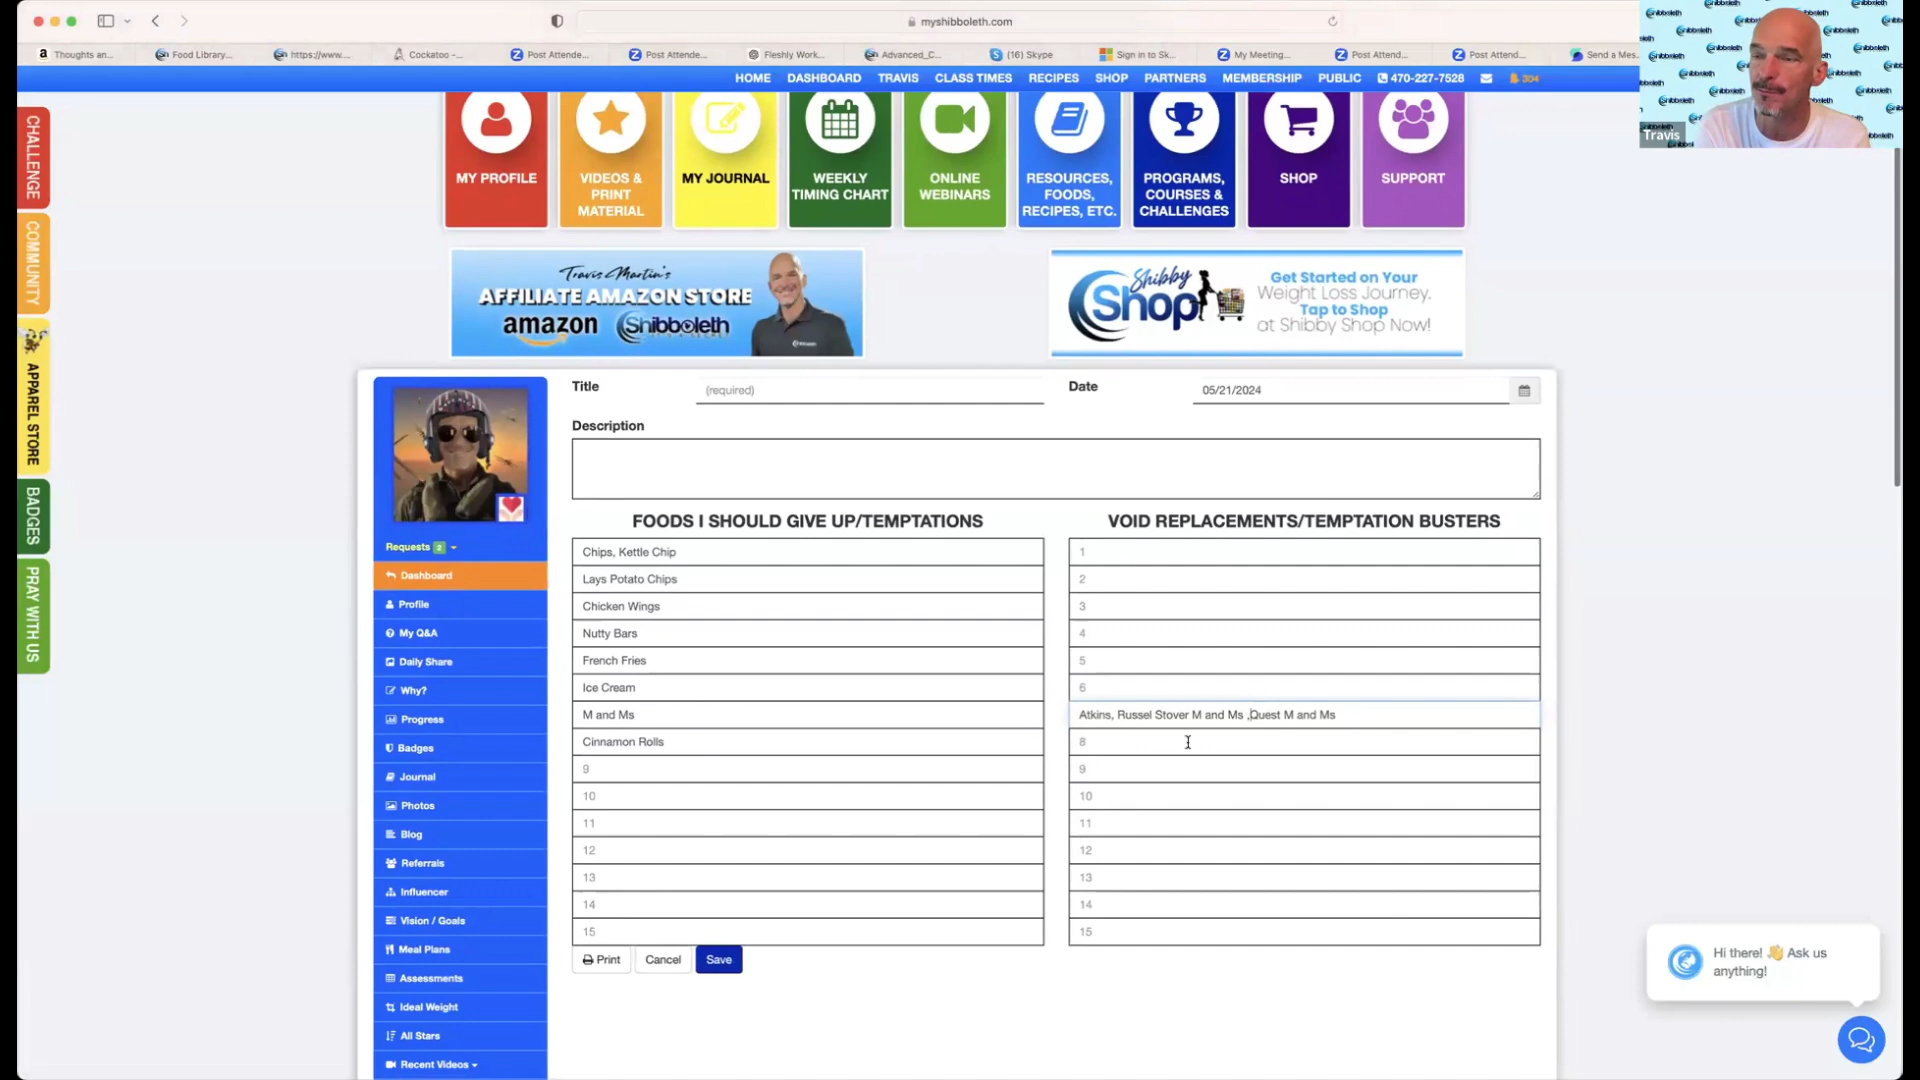 myshibboleth.com
Thoughts an...
Food Library...
https://www....
Cockatoo –...
Post Attende...
Post Attende...
Fleshly Work...
Advanced_C...
(16) Skype
Sign in to Sk...
My Meeting...
Post Attend...
Post Attend...
Send a Mes...
HOME DASHBOARD TRAVIS CLASS TIMES RECIPES SHOP PARTNERS MEMBERSHIP PUBLIC 470-227-7528 304
Travis
CHALLENGE
COMMUNITY
APPAREL STORE
BADGES
PRAY WITH US
MY PROFILE
VIDEOS &
PRINT
MATERIAL
MY JOURNAL
WEEKLY
TIMING CHART
ONLINE
WEBINARS
RESOURCES,
FOODS,
RECIPES, ETC.
PROGRAMS,
COURSES &
CHALLENGES
SHOP
SUPPORT
Travis Martin's
AFFILIATE AMAZON STORE
amazon Shibboleth
Shibby
Shop
Get Started on Your
Weight Loss Journey.
Tap to Shop
at Shibby Shop Now!
Title (required)
Date 05/21/2024
Description
FOODS I SHOULD GIVE UP/TEMPTATIONS
Chips, Kettle Chip
Lays Potato Chips
Chicken Wings
Nutty Bars
French Fries
Ice Cream
M and Ms
Cinnamon Rolls
9
10
11
12
13
14
15
VOID REPLACEMENTS/TEMPTATION BUSTERS
1
2
3
4
5
6
Atkins, Russel Stover M and Ms ,Quest M and Ms
8
9
10
11
12
13
14
15
Print Cancel Save
Requests 2
Dashboard
Profile
My Q&A
Daily Share
Why?
Progress
Badges
Journal
Photos
Blog
Referrals
Influencer
Vision / Goals
Meal Plans
Assessments
Ideal Weight
All Stars
Recent Videos
Hi there! 👋 Ask us
anything!